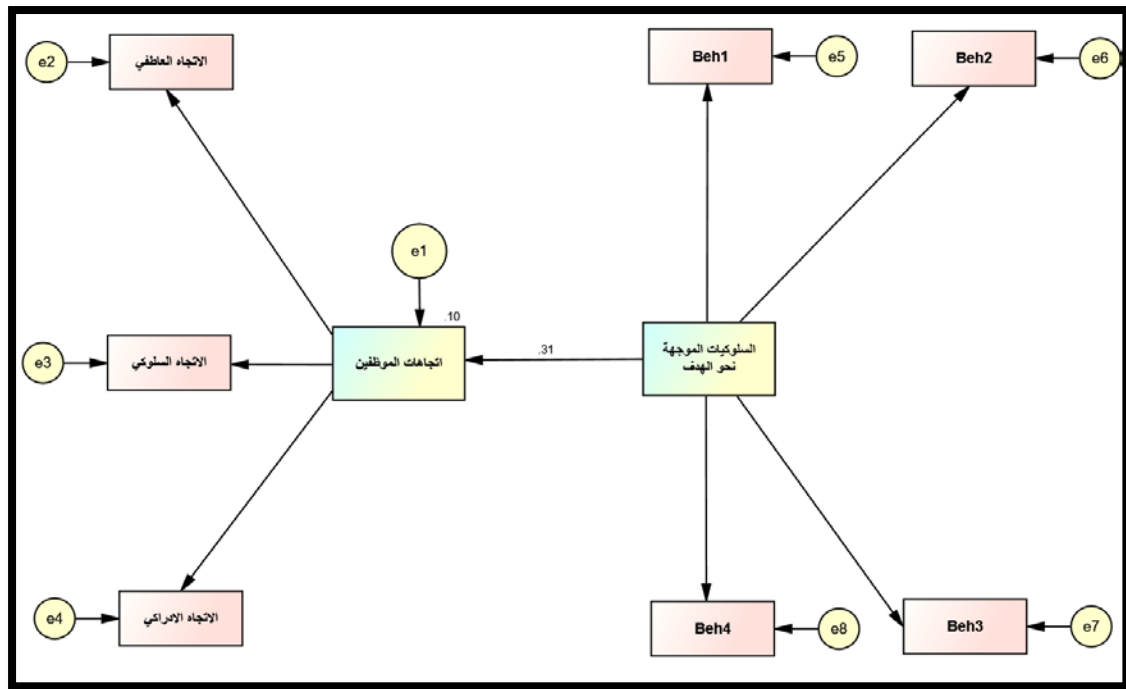 e2
الاتجاه العاطفي
Beh1
e5
Beh2
e6
e1
.10
e3
الاتجاه السلوكي
اتجاهات الموظفين
.31
السلوكيات الموجهة
نحو الهدف
e4
الاتجاه الادراكي
Beh4
e8
Beh3
e7